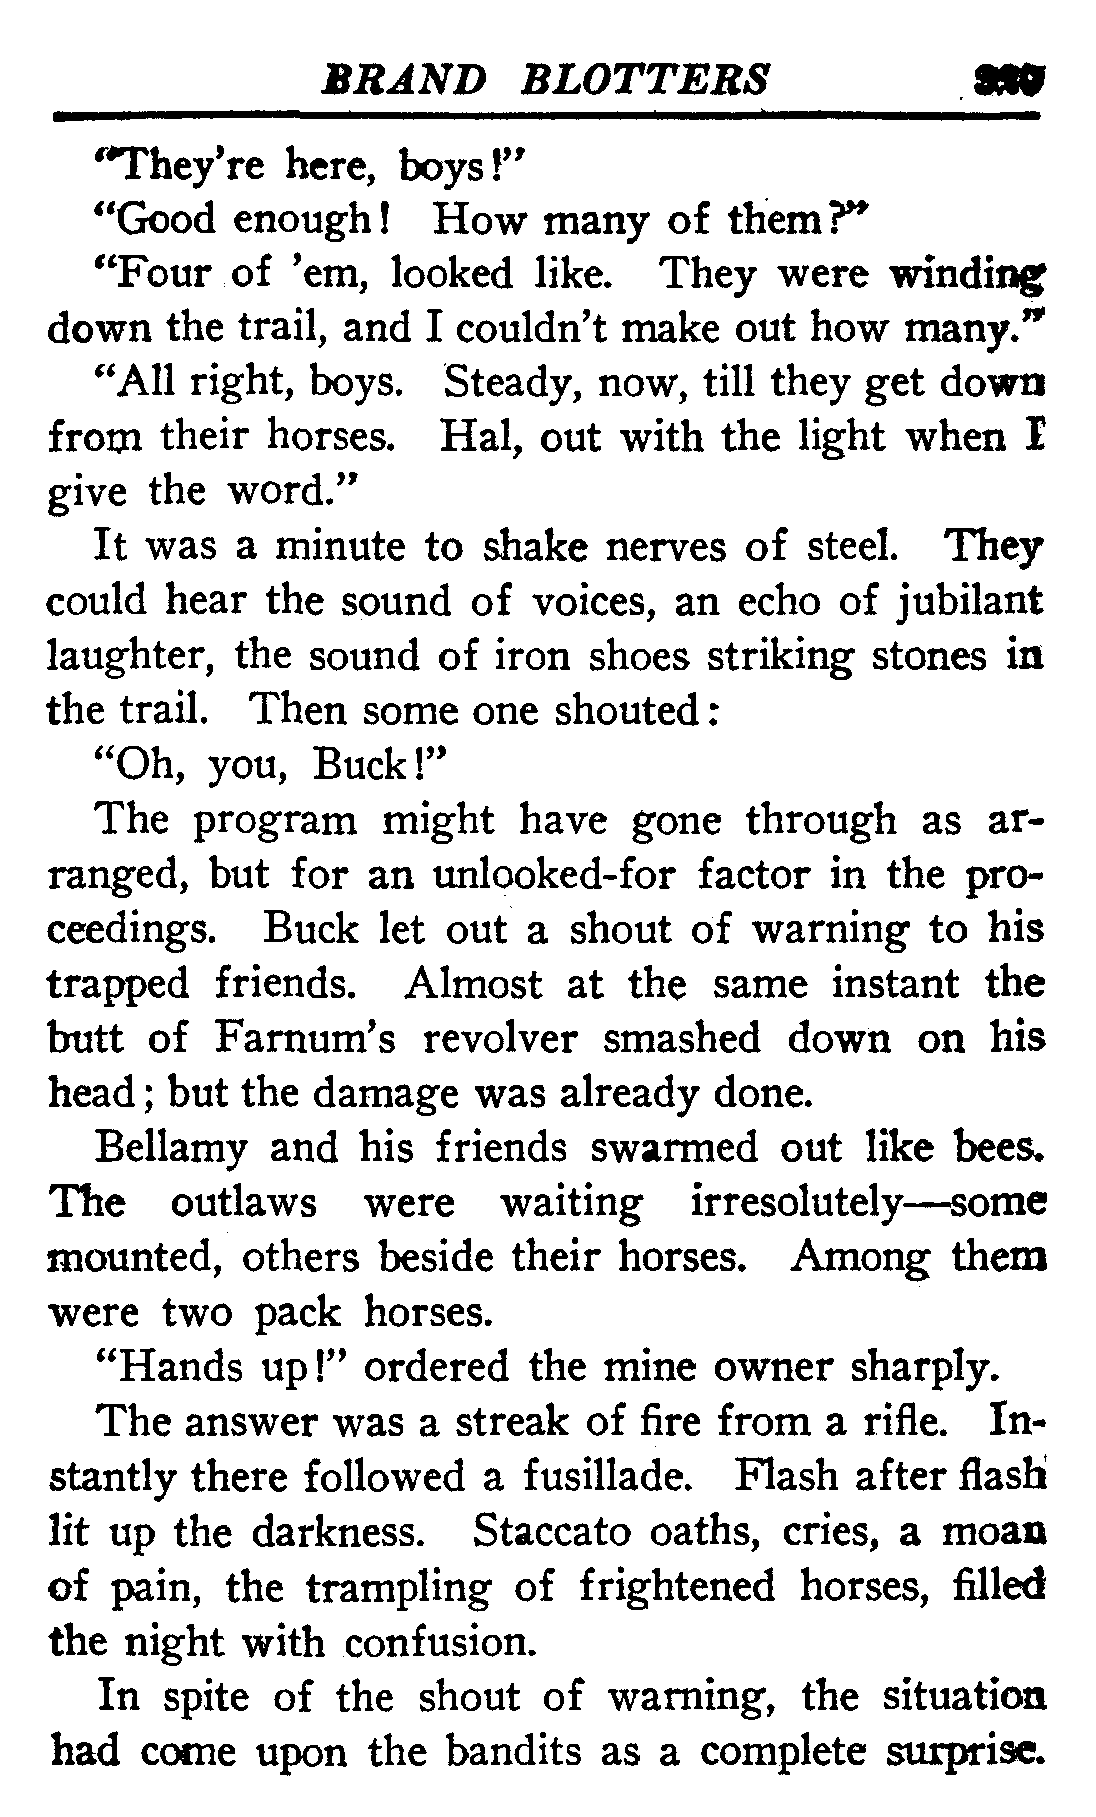 BRAND BLOTTERS
"They're here, boys!"
"Good enough! How many of them?"
"Four of 'em, looked like. They were winding
down the trail, and I couldn't make out how many."
"All right, boys. Steady, now, till they get down
from their horses. Hal, out with the light when I
give the word."
It was a minute to shake nerves of steel. They
could hear the sound of voices, an echo of jubilant
laughter, the sound of iron shoes striking stones in
the trail. Then some one shouted:
"Oh, you, Buck!"
The program might have gone through as ar-
ranged, but for an unlooked-for factor in the pro-
ceedings. Buck let out a shout of warning to his
trapped friends. Almost at the same instant the
butt of Farnum's revolver smashed down on his
head; but the damage was already done.
Bellamy and his friends swarmed out like bees.
The outlaws were waiting irresolutely—some
mounted, others beside their horses. Among them
were two pack horses.
"Hands up!" ordered the mine owner sharply.
The answer was a streak of fire from a rifle. In-
stantly there followed a fusillade. Flash after flash
lit up the darkness. Staccato oaths, cries, a moan
of pain, the trampling of frightened horses, filled
the night with confusion.
In spite of the shout of warning, the situation
had come upon the bandits as a complete surprise.